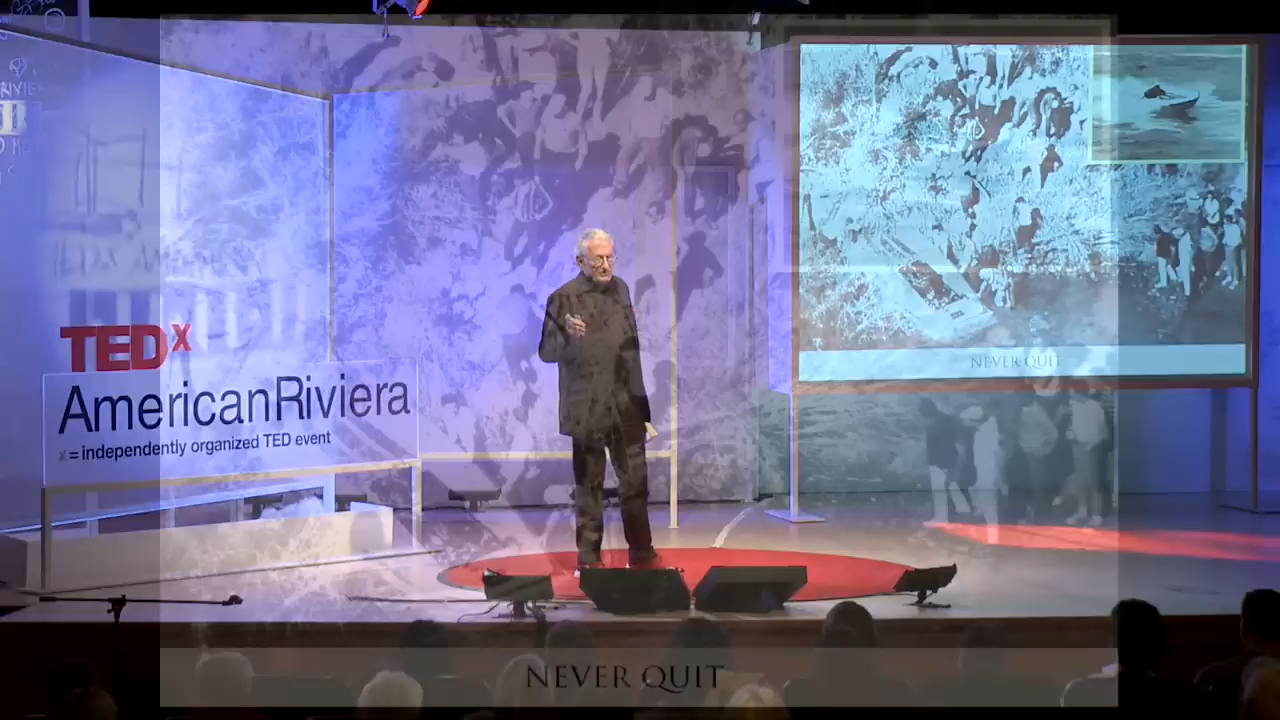 TEDx
AmericanRiviera
x = independently organized TED event
NEVER QUIT
NEVER QUIT